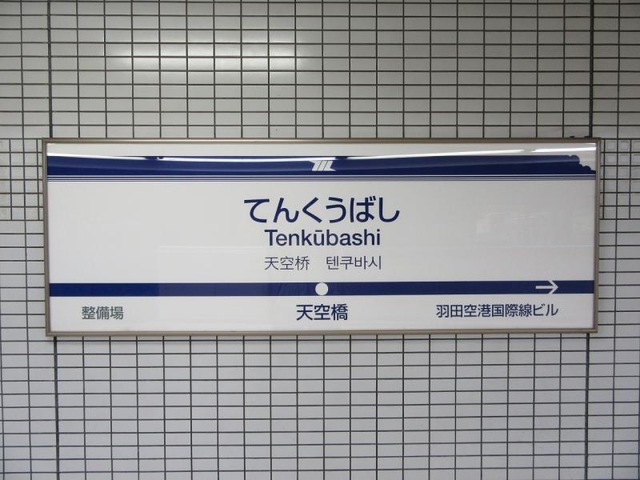 てんくうばし
Tenkūbashi
天空桥 텐쿠바시
整備場 天空橋 羽田空港国際線ビル